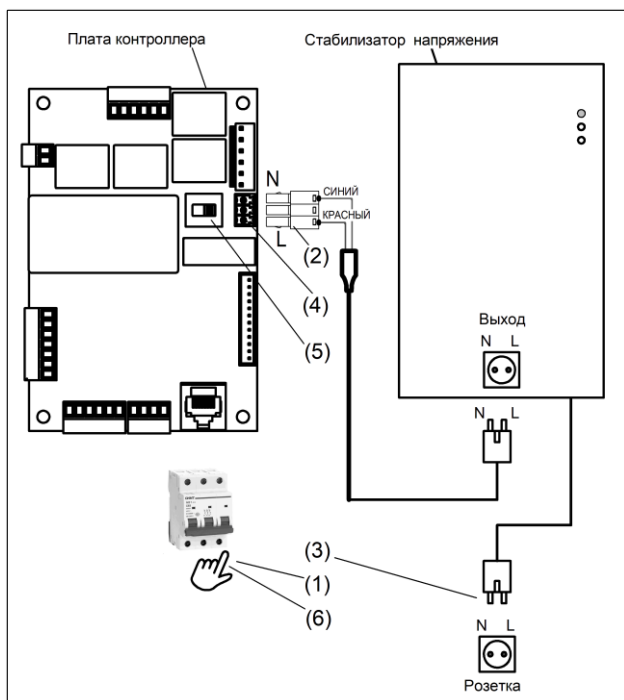 Плата контроллера
Стабилизатор напряжения
N
СИНИЙ
КРАСНЫЙ
L
(2)
(4)
(5)
Выход
N L
N L
(3)
(1)
(6)
N L
Розетка